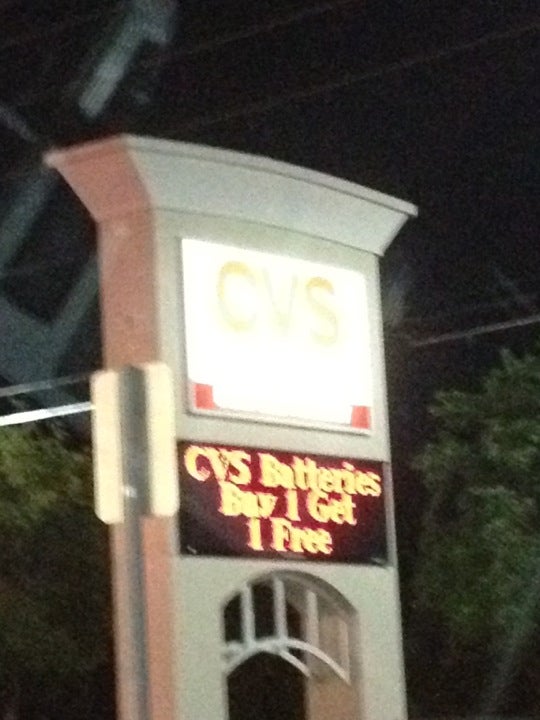 CVS
CVS Batteries
Buy 1 Get
1 Free